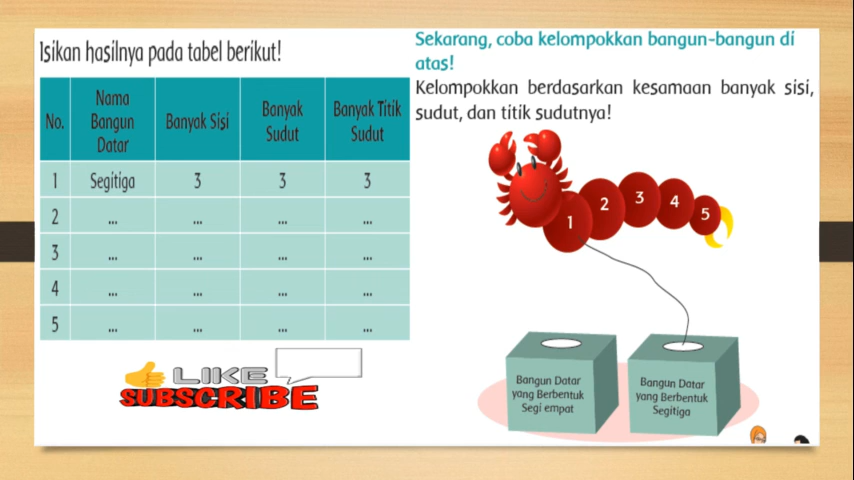 Isikan hasilnya pada tabel berikut!
No.
Nama
Bangun
Datar
Banyak Sisi
Banyak
Sudut
Banyak Titik
Sudut
1 Segitiga 3 3 3
2 ... ... ... ...
3 ... ... ... ...
4 ... ... ... ...
5 ... ... ... ...
LIKE
SUBSCRIBE
Sekarang, coba kelompokkan bangun-bangun di
atas!
Kelompokkan berdasarkan kesamaan banyak sisi,
sudut, dan titik sudutnya!
1 2 3 4 5
Bangun Datar
yang Berbentuk
Segi empat
Bangun Datar
yang Berbentuk
Segitiga